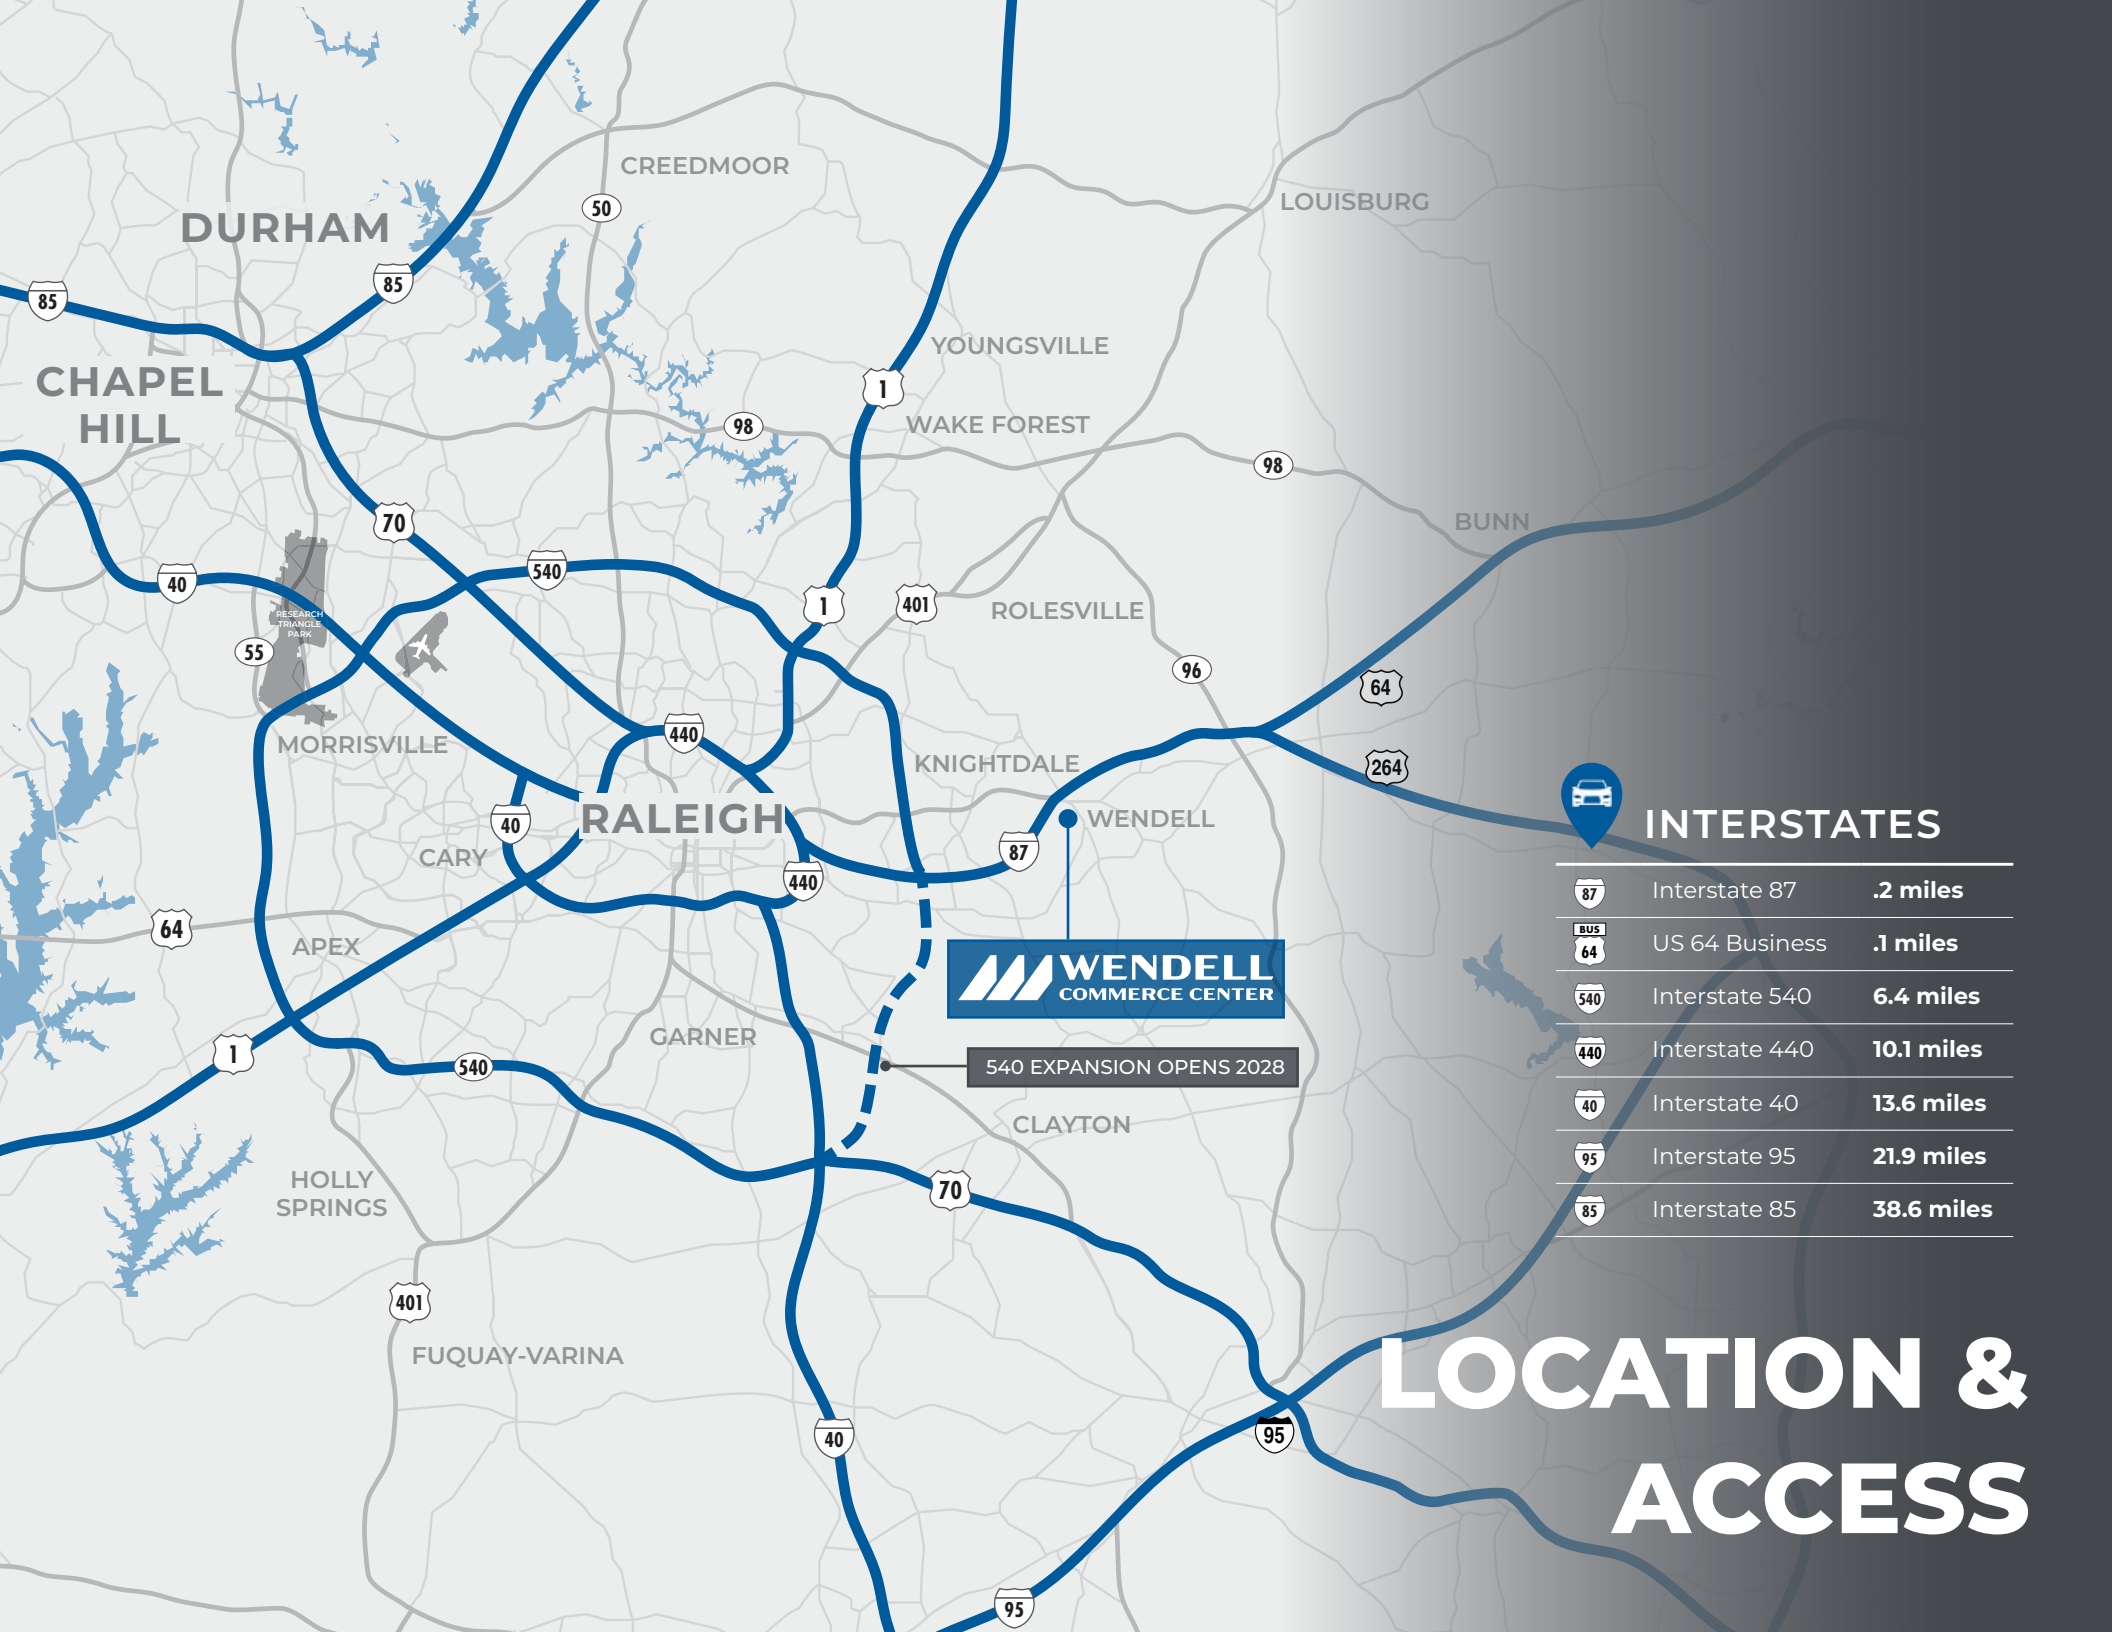 CREEDMOOR
50
LOUISBURG
DURHAM
85
85
YOUNGSVILLE
1
CHAPEL
HILL
WAKE FOREST
98
98
BUNN
70
540
40
1
401
ROLESVILLE
RESEARCH
TRIANGLE
PARK
55
96
64
440
MORRISVILLE
KNIGHTDALE
264
RALEIGH
40
WENDELL
CARY
87
440
64
APEX
WENDELL
COMMERCE CENTER
GARNER
1
540
540 EXPANSION OPENS 2028
CLAYTON
HOLLY
SPRINGS
70
401
FUQUAY-VARINA
40
95
95
INTERSTATES
87 Interstate 87 .2 miles
BUS
64 US 64 Business .1 miles
540 Interstate 540 6.4 miles
440 Interstate 440 10.1 miles
40 Interstate 40 13.6 miles
95 Interstate 95 21.9 miles
85 Interstate 85 38.6 miles
LOCATION &
ACCESS